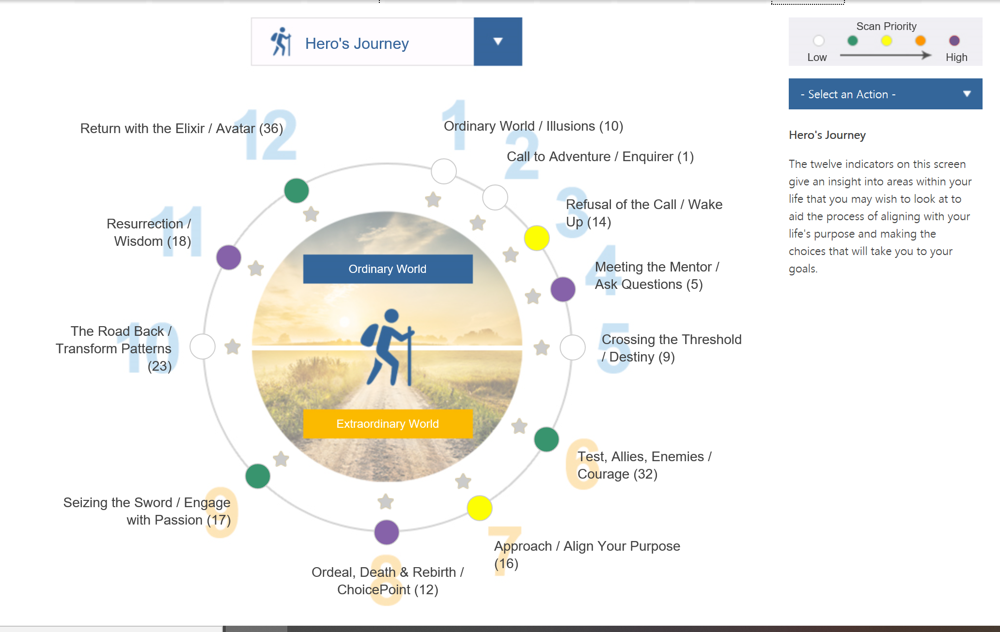 Hero's Journey
Scan Priority
Low
High
- Select an Action -
Hero's Journey
The twelve indicators on this screen
give an insight into areas within your
life that you may wish to look at to
aid the process of aligning with your
life's purpose and making the
choices that will take you to your
goals.
1
Ordinary World / Illusions (10)
2
Call to Adventure / Enquirer (1)
3
Refusal of the Call / Wake
Up (14)
4
Meeting the Mentor /
Ask Questions (5)
5
Crossing the Threshold
/ Destiny (9)
6
Test, Allies, Enemies /
Courage (32)
7
Approach / Align Your Purpose
(16)
8
Ordeal, Death & Rebirth /
ChoicePoint (12)
9
Seizing the Sword / Engage
with Passion (17)
10
The Road Back /
Transform Patterns
(23)
11
Resurrection /
Wisdom (18)
12
Return with the Elixir / Avatar (36)
Ordinary World
Extraordinary World